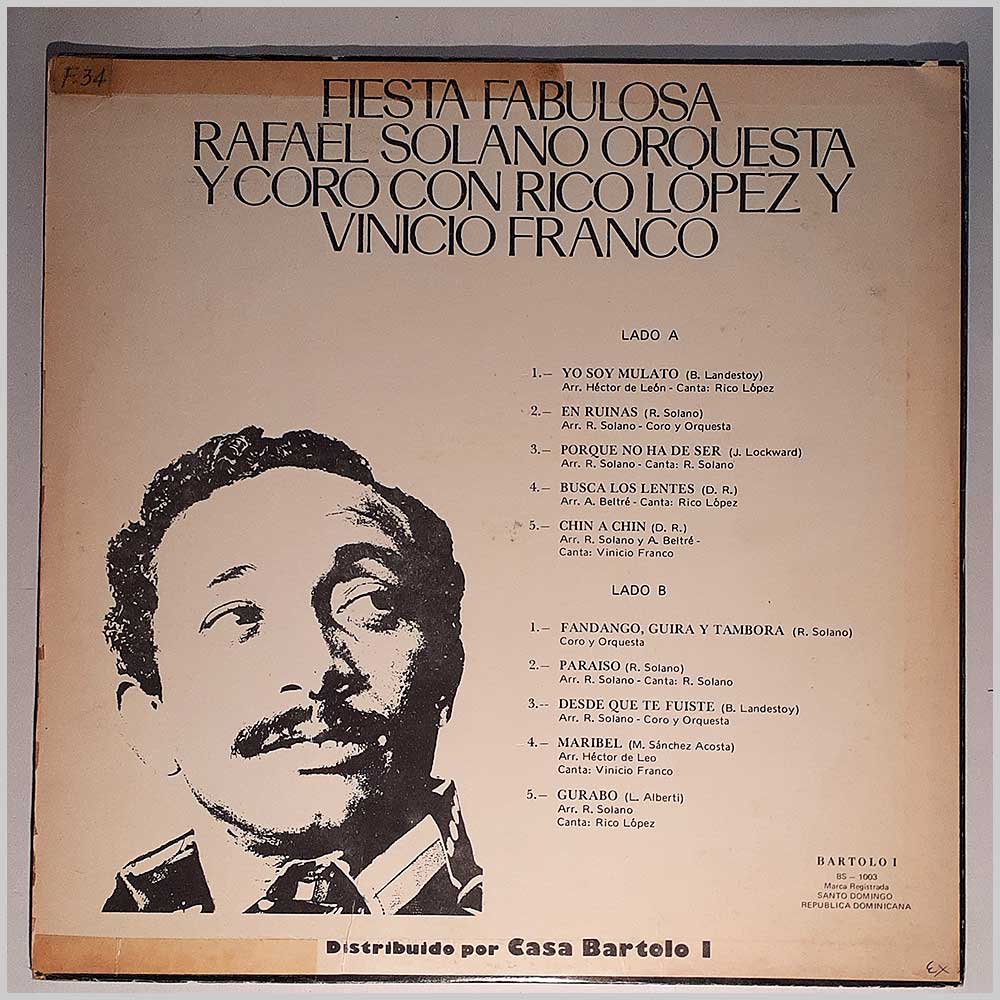 F.34
FIESTA FABULOSA
RAFAEL SOLANO ORQUESTA
Y CORO CON RICO LÓPEZ Y
VINICIO FRANCO
LADO A
1.— YO SOY MULATO (B. Landestoy)
Arr. Héctor de León - Canta: Rico López
2.— EN RUINAS (R. Solano)
Arr. R. Solano - Coro y Orquesta
3.— PORQUE NO HA DE SER (J. Lockward)
Arr. R. Solano - Canta: R. Solano
4.— BUSCA LOS LENTES (D. R.)
Arr. A. Beltré - Canta: Rico López
5.— CHIN A CHIN (D. R.)
Arr. R. Solano y A. Beltré -
Canta: Vinicio Franco
LADO B
1.— FANDANGO, GUIRA Y TAMBORA (R. Solano)
Coro y Orquesta
2.— PARAISO (R. Solano)
Arr. R. Solano - Canta: R. Solano
3.-- DESDE QUE TE FUISTE (B. Landestoy)
Arr. R. Solano - Coro y Orquesta
4.— MARIBEL (M. Sánchez Acosta)
Arr. Héctor de Leo
Canta: Vinicio Franco
5.— GURABO (L. Alberti)
Arr. R. Solano
Canta: Rico López
BARTOLO I
BS — 1003
Marca Registrada
SANTO DOMINGO
REPUBLICA DOMINICANA
Distribuido por Casa Bartolo I
EX